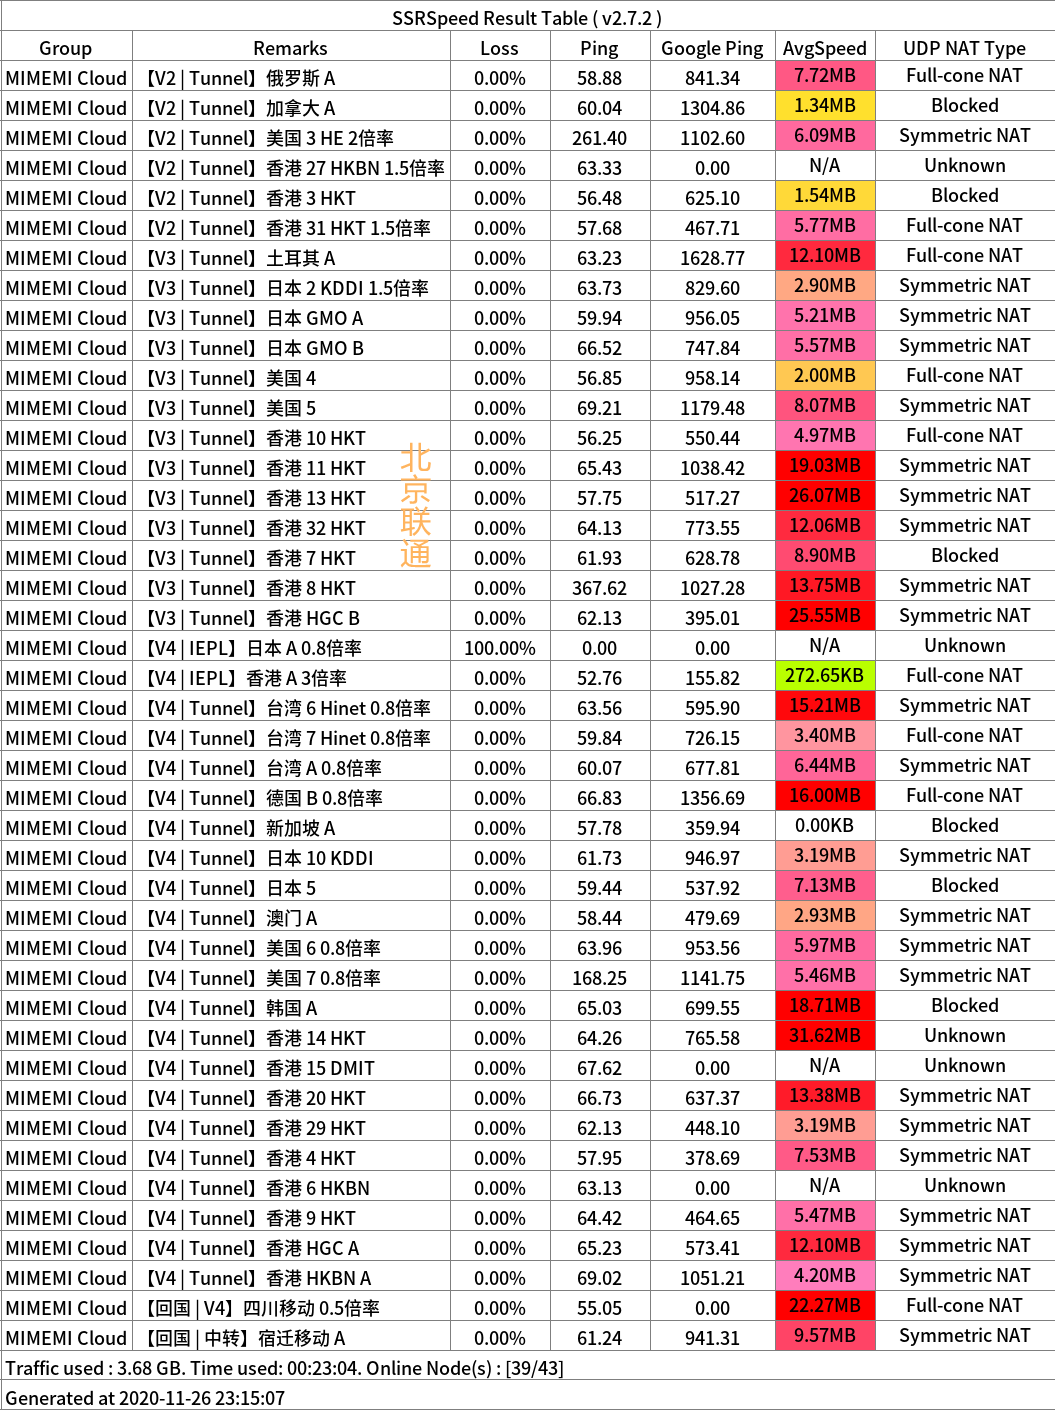 SSRSpeed Result Table ( v2.7.2 )
Group Remarks Loss Ping Google Ping AvgSpeed UDP NAT Type
MIMEMI Cloud 【V2 | Tunnel】俄罗斯 A 0.00% 58.88 841.34 7.72MB Full-cone NAT
MIMEMI Cloud 【V2 | Tunnel】加拿大 A 0.00% 60.04 1304.86 1.34MB Blocked
MIMEMI Cloud 【V2 | Tunnel】美国 3 HE 2倍率 0.00% 261.40 1102.60 6.09MB Symmetric NAT
MIMEMI Cloud 【V2 | Tunnel】香港 27 HKBN 1.5倍率 0.00% 63.33 0.00 N/A Unknown
MIMEMI Cloud 【V2 | Tunnel】香港 3 HKT 0.00% 56.48 625.10 1.54MB Blocked
MIMEMI Cloud 【V2 | Tunnel】香港 31 HKT 1.5倍率 0.00% 57.68 467.71 5.77MB Full-cone NAT
MIMEMI Cloud 【V3 | Tunnel】土耳其 A 0.00% 63.23 1628.77 12.10MB Full-cone NAT
MIMEMI Cloud 【V3 | Tunnel】日本 2 KDDI 1.5倍率 0.00% 63.73 829.60 2.90MB Symmetric NAT
MIMEMI Cloud 【V3 | Tunnel】日本 GMO A 0.00% 59.94 956.05 5.21MB Symmetric NAT
MIMEMI Cloud 【V3 | Tunnel】日本 GMO B 0.00% 66.52 747.84 5.57MB Symmetric NAT
MIMEMI Cloud 【V3 | Tunnel】美国 4 0.00% 56.85 958.14 2.00MB Full-cone NAT
MIMEMI Cloud 【V3 | Tunnel】美国 5 0.00% 69.21 1179.48 8.07MB Symmetric NAT
MIMEMI Cloud 【V3 | Tunnel】香港 10 HKT 0.00% 56.25 550.44 4.97MB Full-cone NAT
MIMEMI Cloud 【V3 | Tunnel】香港 11 HKT 0.00% 65.43 1038.42 19.03MB Symmetric NAT
MIMEMI Cloud 【V3 | Tunnel】香港 13 HKT 0.00% 57.75 517.27 26.07MB Symmetric NAT
MIMEMI Cloud 【V3 | Tunnel】香港 32 HKT 0.00% 64.13 773.55 12.06MB Symmetric NAT
MIMEMI Cloud 【V3 | Tunnel】香港 7 HKT 0.00% 61.93 628.78 8.90MB Blocked
MIMEMI Cloud 【V3 | Tunnel】香港 8 HKT 0.00% 367.62 1027.28 13.75MB Symmetric NAT
MIMEMI Cloud 【V3 | Tunnel】香港 HGC B 0.00% 62.13 395.01 25.55MB Symmetric NAT
MIMEMI Cloud 【V4 | IEPL】日本 A 0.8倍率 100.00% 0.00 0.00 N/A Unknown
MIMEMI Cloud 【V4 | IEPL】香港 A 3倍率 0.00% 52.76 155.82 272.65KB Full-cone NAT
MIMEMI Cloud 【V4 | Tunnel】台湾 6 Hinet 0.8倍率 0.00% 63.56 595.90 15.21MB Symmetric NAT
MIMEMI Cloud 【V4 | Tunnel】台湾 7 Hinet 0.8倍率 0.00% 59.84 726.15 3.40MB Full-cone NAT
MIMEMI Cloud 【V4 | Tunnel】台湾 A 0.8倍率 0.00% 60.07 677.81 6.44MB Symmetric NAT
MIMEMI Cloud 【V4 | Tunnel】德国 B 0.8倍率 0.00% 66.83 1356.69 16.00MB Full-cone NAT
MIMEMI Cloud 【V4 | Tunnel】新加坡 A 0.00% 57.78 359.94 0.00KB Blocked
MIMEMI Cloud 【V4 | Tunnel】日本 10 KDDI 0.00% 61.73 946.97 3.19MB Symmetric NAT
MIMEMI Cloud 【V4 | Tunnel】日本 5 0.00% 59.44 537.92 7.13MB Blocked
MIMEMI Cloud 【V4 | Tunnel】澳门 A 0.00% 58.44 479.69 2.93MB Symmetric NAT
MIMEMI Cloud 【V4 | Tunnel】美国 6 0.8倍率 0.00% 63.96 953.56 5.97MB Symmetric NAT
MIMEMI Cloud 【V4 | Tunnel】美国 7 0.8倍率 0.00% 168.25 1141.75 5.46MB Symmetric NAT
MIMEMI Cloud 【V4 | Tunnel】韩国 A 0.00% 65.03 699.55 18.71MB Blocked
MIMEMI Cloud 【V4 | Tunnel】香港 14 HKT 0.00% 64.26 765.58 31.62MB Unknown
MIMEMI Cloud 【V4 | Tunnel】香港 15 DMIT 0.00% 67.62 0.00 N/A Unknown
MIMEMI Cloud 【V4 | Tunnel】香港 20 HKT 0.00% 66.73 637.37 13.38MB Symmetric NAT
MIMEMI Cloud 【V4 | Tunnel】香港 29 HKT 0.00% 62.13 448.10 3.19MB Symmetric NAT
MIMEMI Cloud 【V4 | Tunnel】香港 4 HKT 0.00% 57.95 378.69 7.53MB Symmetric NAT
MIMEMI Cloud 【V4 | Tunnel】香港 6 HKBN 0.00% 63.13 0.00 N/A Unknown
MIMEMI Cloud 【V4 | Tunnel】香港 9 HKT 0.00% 64.42 464.65 5.47MB Symmetric NAT
MIMEMI Cloud 【V4 | Tunnel】香港 HGC A 0.00% 65.23 573.41 12.10MB Symmetric NAT
MIMEMI Cloud 【V4 | Tunnel】香港 HKBN A 0.00% 69.02 1051.21 4.20MB Symmetric NAT
MIMEMI Cloud 【回国 | V4】四川移动 0.5倍率 0.00% 55.05 0.00 22.27MB Full-cone NAT
MIMEMI Cloud 【回国 | 中转】宿迁移动 A 0.00% 61.24 941.31 9.57MB Symmetric NAT
Traffic used : 3.68 GB. Time used: 00:23:04. Online Node(s) : [39/43]
Generated at 2020-11-26 23:15:07
北京联通